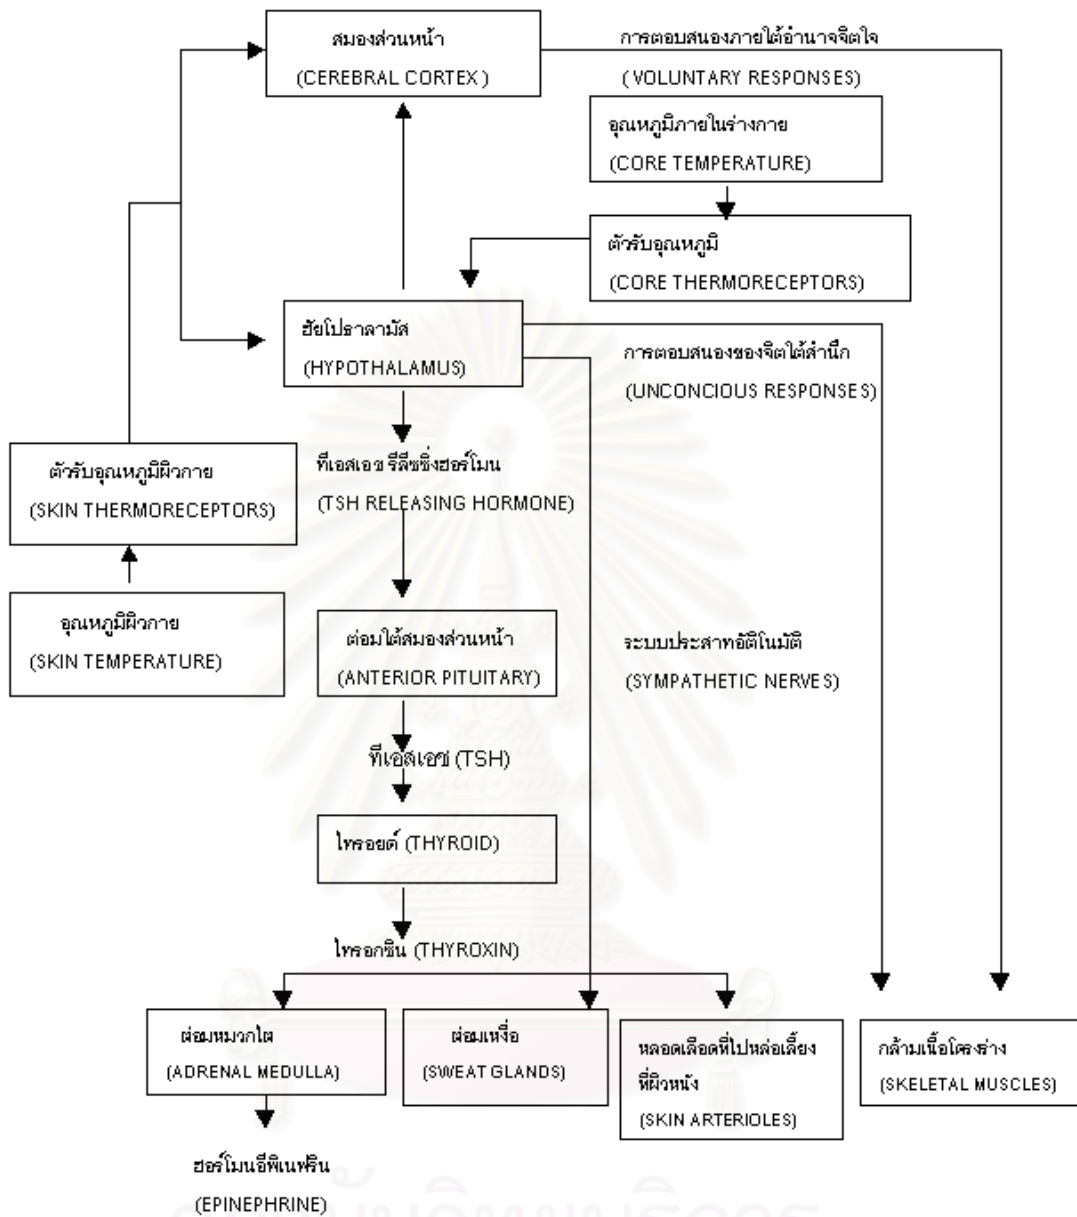 สมองส่วนหน้า
(CEREBRAL CORTEX )
การตอบสนองภายใต้อำนาจจิตใจ
(VOLUNTARY RESPONSES)
อุณหภูมิภายในร่างกาย
(CORE TEMPERATURE)
ตัวรับอุณหภูมิ
(CORE THERMORECEPTORS)
ฮัยโปธาลามัส
(HYPOTHALAMUS)
การตอบสนองของจิตใต้สำนึก
(UNCONCIOUS RESPONSES)
ตัวรับอุณหภูมิผิวกาย
(SKIN THERMORECEPTORS)
ทีเอสเอช รีลีซซิ่งฮอร์โมน
(TSH RELEASING HORMONE)
อุณหภูมิผิวกาย
(SKIN TEMPERATURE)
ต่อมใต้สมองส่วนหน้า
(ANTERIOR PITUITARY)
ระบบประสาทอัติโนมัติ
(SYMPATHETIC NERVES)
ทีเอสเอช (TSH)
ไทรอยด์ (THYROID)
ไทรอกซิน (THYROXIN)
ต่อมหมวกไต
(ADRENAL MEDULLA)
ต่อมเหงื่อ
(SWEAT GLANDS)
หลอดเลือดที่ไปหล่อเลี้ยง
ที่ผิวหนัง
(SKIN ARTERIOLES)
กล้ามเนื้อโครงร่าง
(SKELETAL MUSCLES)
ฮอร์โมนอีพิเนฟริน
(EPINEPHRINE)